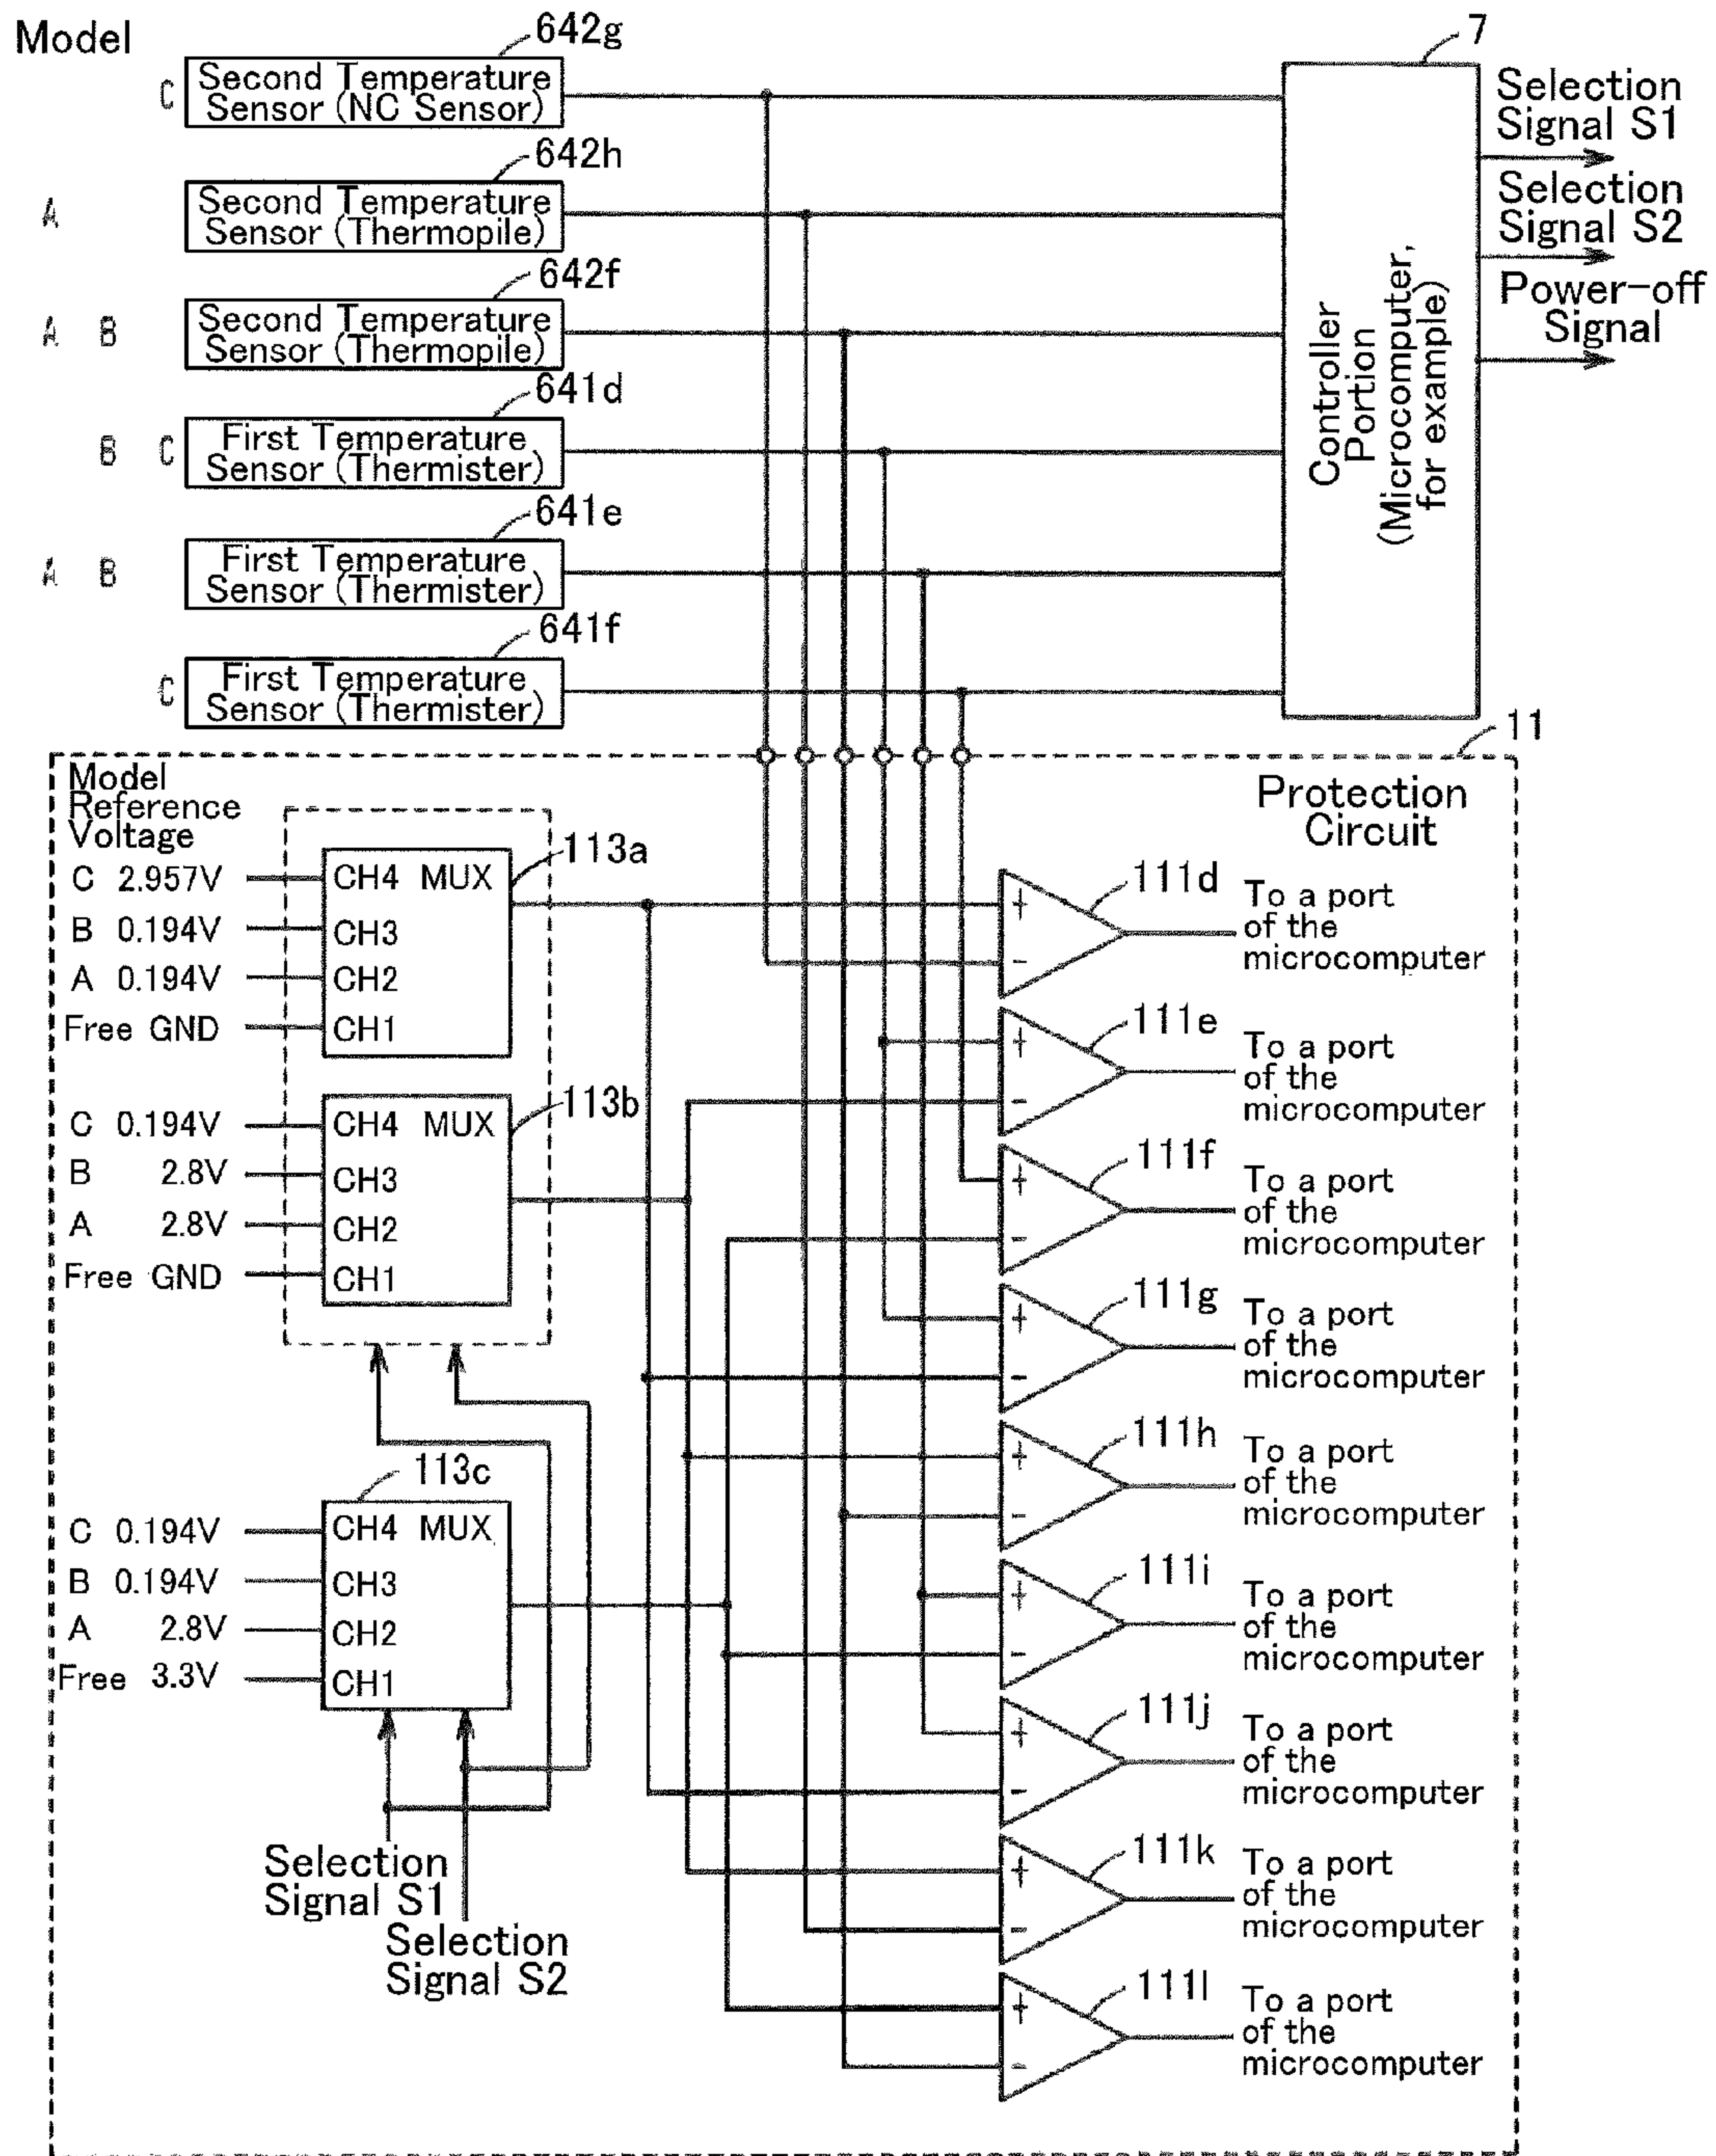 Model
642g
C
Second Temperature
Sensor (NC Sensor)
642h
A
Second Temperature
Sensor (Thermopile)
642f
A B
Second Temperature
Sensor (Thermopile)
641d
B C
First Temperature
Sensor (Thermister)
641e
A B
First Temperature
Sensor (Thermister)
641f
C
First Temperature
Sensor (Thermister)
7
Controller
Portion
(Microcomputer,
for example)
Selection
Signal S1
Selection
Signal S2
Power-off
Signal
11
Protection
Circuit
Model
Reference
Voltage
113a
C 2.957V CH4 MUX
B 0.194V CH3
A 0.194V CH2
Free GND CH1
113b
C 0.194V CH4 MUX
B 2.8V CH3
A 2.8V CH2
Free GND CH1
113c
C 0.194V CH4 MUX
B 0.194V CH3
A 2.8V CH2
Free 3.3V CH1
Selection
Signal S1
Selection
Signal S2
111d
+
-
To a port
of the
microcomputer
111e
+
-
To a port
of the
microcomputer
111f
+
-
To a port
of the
microcomputer
111g
+
-
To a port
of the
microcomputer
111h
+
-
To a port
of the
microcomputer
111i
+
-
To a port
of the
microcomputer
111j
+
-
To a port
of the
microcomputer
111k
+
-
To a port
of the
microcomputer
111l
+
-
To a port
of the
microcomputer